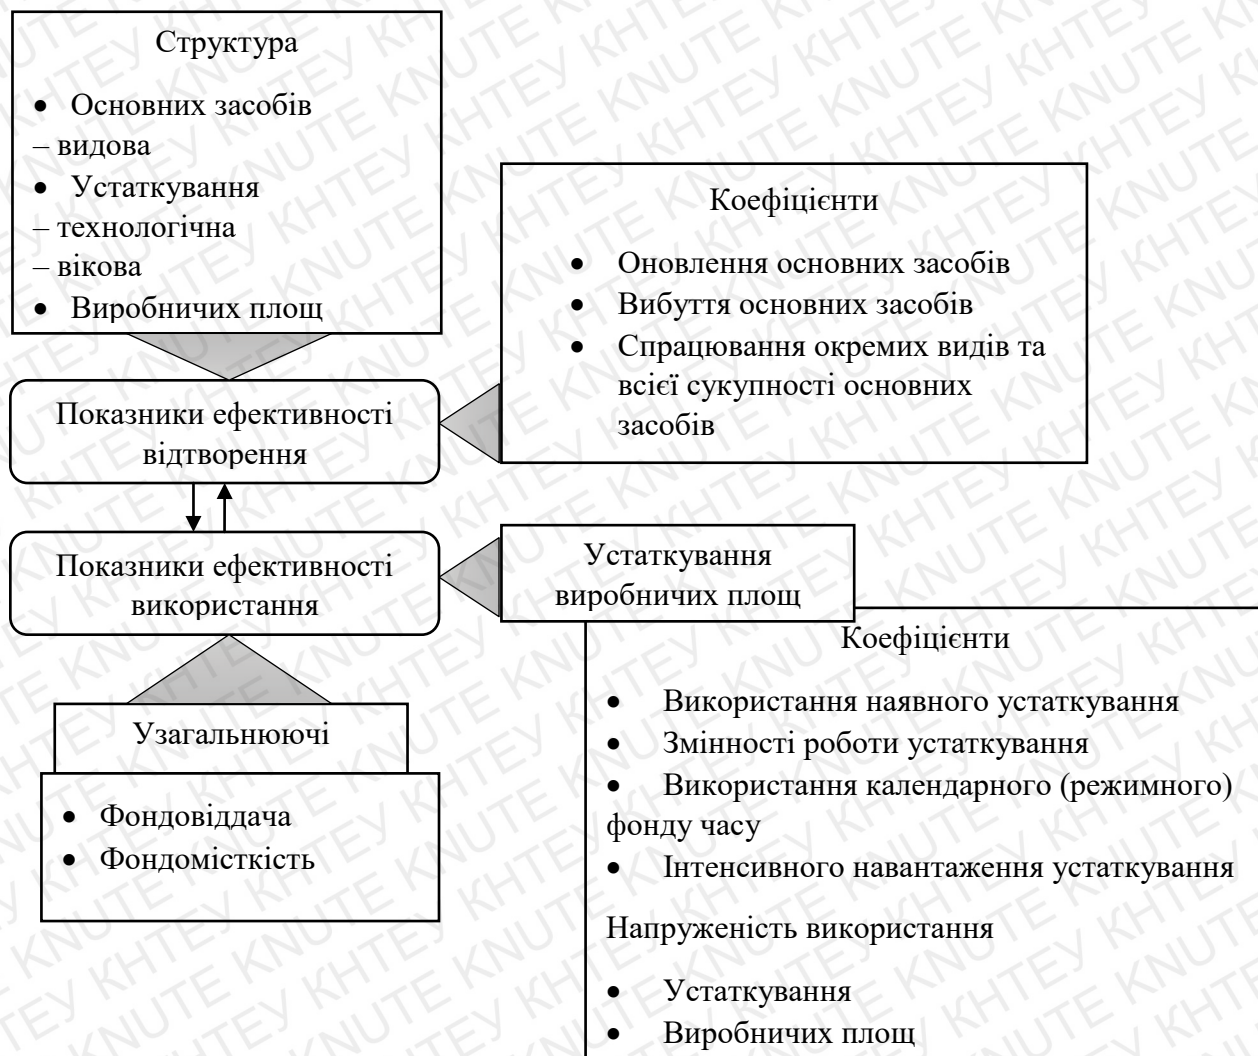 Структура
• Основних засобів
– видова
• Устаткування
– технологічна
– вікова
• Виробничих площ
Коефіцієнти
• Оновлення основних засобів
• Вибуття основних засобів
• Спрацювання окремих видів та
всієї сукупності основних
засобів
Показники ефективності
відтворення
Показники ефективності
використання
Устаткування
виробничих площ
Узагальнюючі
• Фондовіддача
• Фондомісткість
Коефіцієнти
• Використання наявного устаткування
• Змінності роботи устаткування
• Використання календарного (режимного)
фонду часу
• Інтенсивного навантаження устаткування
Напруженість використання
• Устаткування
• Виробничих площ